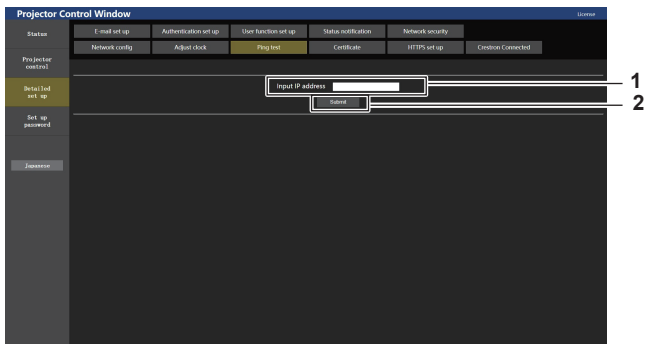 Projector Control Window
License
Status
E-mail set up
Authentication set up
User function set up
Status notification
Network security
Network config
Adjust clock
Ping test
Certificate
HTTPS set up
Crestron Connected
Projector
control
Detailed
set up
Set up
password
Japanese
Input IP address
1
Submit
2